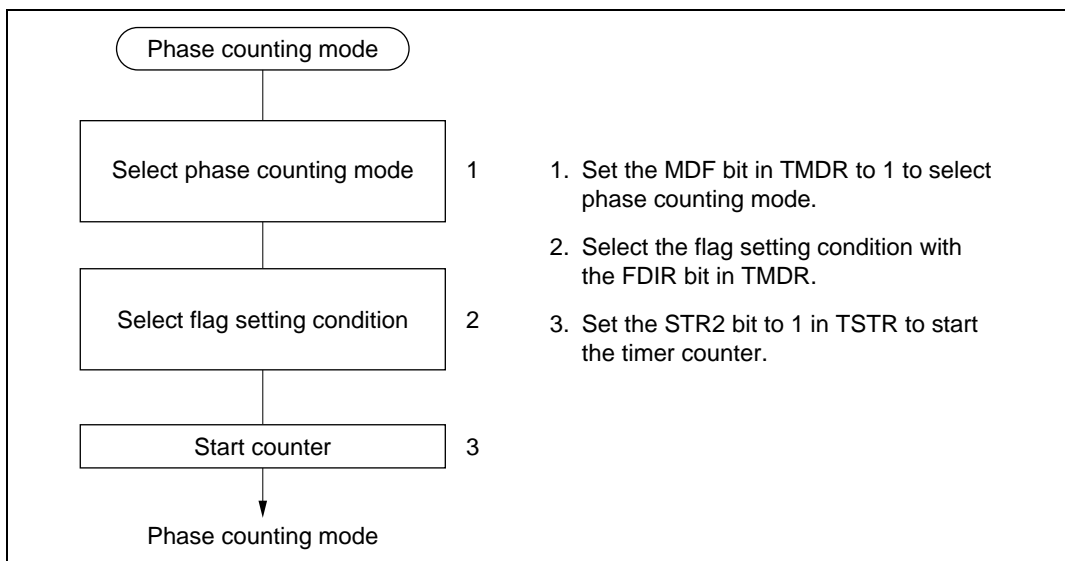 Phase counting mode
Select phase counting mode 1
Select flag setting condition 2
Start counter 3
Phase counting mode
1. Set the MDF bit in TMDR to 1 to select
phase counting mode.
2. Select the flag setting condition with
the FDIR bit in TMDR.
3. Set the STR2 bit to 1 in TSTR to start
the timer counter.